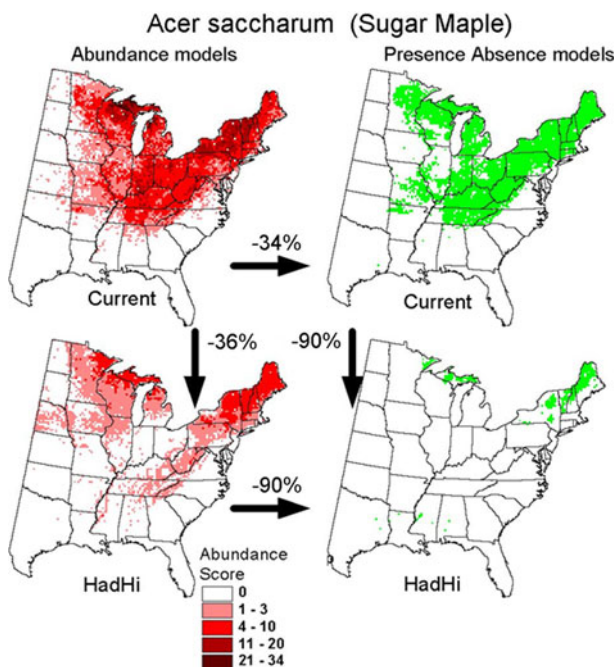 Acer saccharum (Sugar Maple)
Abundance models
Presence Absence models
-34%
Current
Current
-36%
-90%
-90%
Abundance
Score
0
1 - 3
4 - 10
11 - 20
21 - 34
HadHi
HadHi